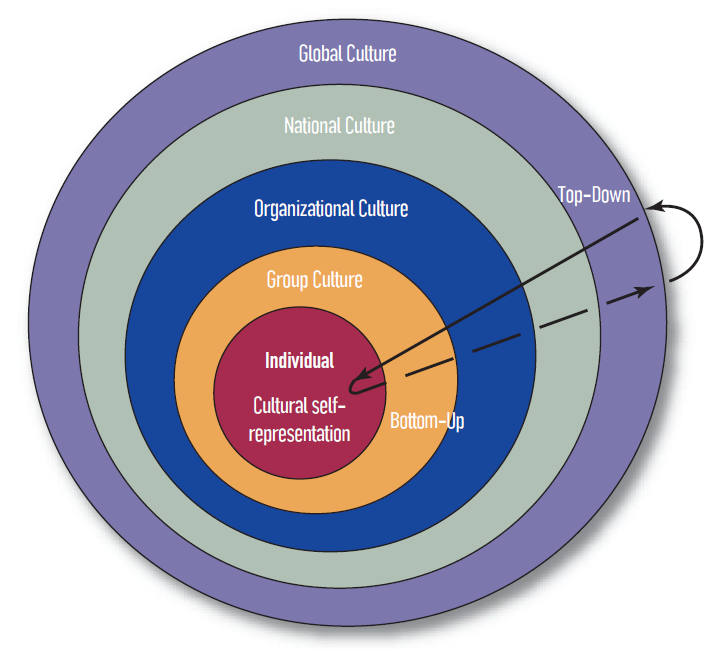 Global Culture
National Culture
Top-Down
Organizational Culture
Group Culture
Individual
Cultural self-
representation
Bottom-Up